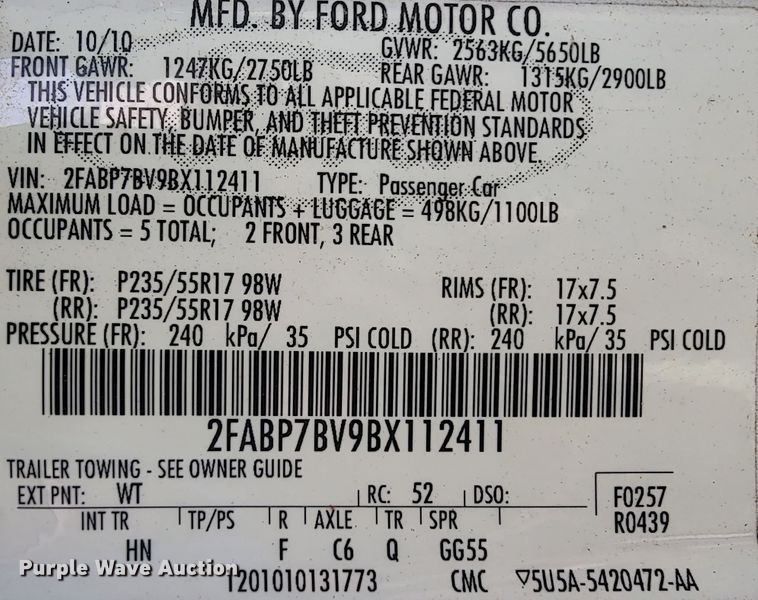 MFD. BY FORD MOTOR CO.
DATE: 10/10 GVWR: 2563KG/5650LB
FRONT GAWR: 1247KG/2750LB REAR GAWR: 1315KG/2900LB
THIS VEHICLE CONFORMS TO ALL APPLICABLE FEDERAL MOTOR
VEHICLE SAFETY, BUMPER, AND THEFT PREVENTION STANDARDS
IN EFFECT ON THE DATE OF MANUFACTURE SHOWN ABOVE.
VIN: 2FABP7BV9BX112411 TYPE: Passenger Car
MAXIMUM LOAD = OCCUPANTS + LUGGAGE = 498KG/1100LB
OCCUPANTS = 5 TOTAL; 2 FRONT, 3 REAR
TIRE (FR): P235/55R17 98W RIMS (FR): 17x7.5
(RR): P235/55R17 98W (RR): 17x7.5
PRESSURE (FR): 240 kPa/ 35 PSI COLD (RR): 240 kPa/ 35 PSI COLD
2FABP7BV9BX112411
TRAILER TOWING - SEE OWNER GUIDE
EXT PNT: WT RC: 52 DSO: F0257
INT TR TP/PS R AXLE TR SPR R0439
HN F C6 Q GG55
Purple Wave Auction
1201010131773 CMC ▽5U5A-5420472-AA